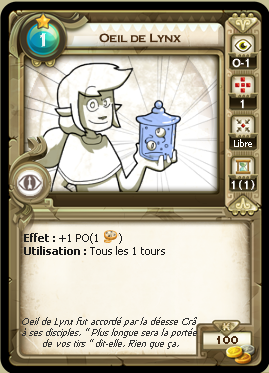 1
Oeil de Lynx
0-1
1
Libre
1(1)
Effet : +1 PO(1 )
Utilisation : Tous les 1 tours
Oeil de Lynx fut accordé par la déesse Crâ
à ses disciples. " Plus longue sera la portée
de vos tirs " dit-elle. Rien que ça.
K
100